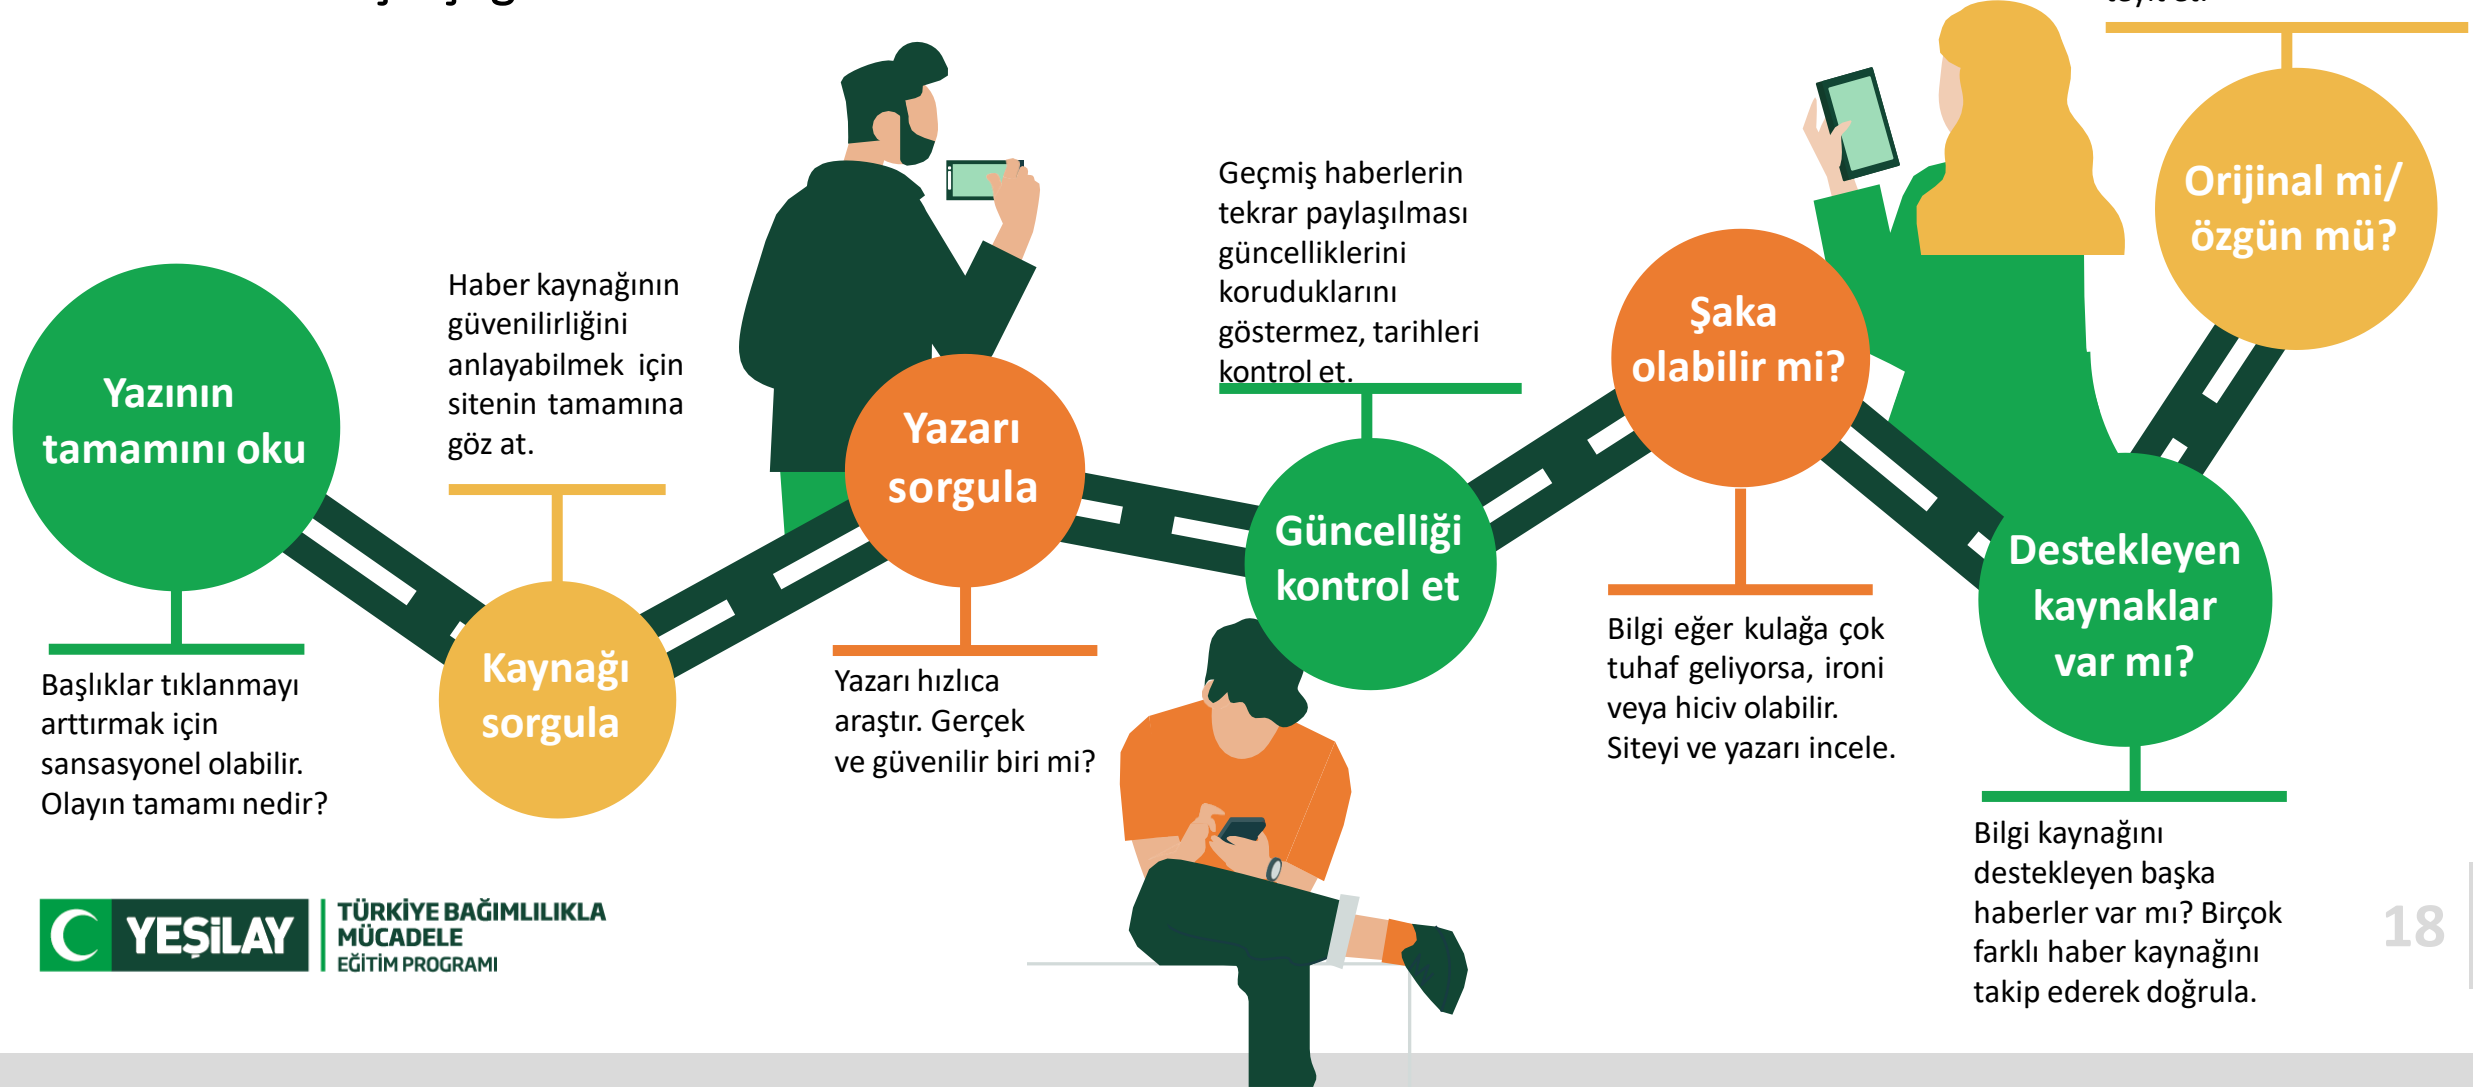 Yazının
tamamını oku
Başlıklar tıklanmayı
arttırmak için
sansasyonel olabilir.
Olayın tamamı nedir?
Haber kaynağının
güvenilirliğini
anlayabilmek için
sitenin tamamına
göz at.
Kaynağı
sorgula
Yazarı
sorgula
Yazarı hızlıca
araştır. Gerçek
ve güvenilir biri mi?
Geçmiş haberlerin
tekrar paylaşılması
güncelliklerini
koruduklarını
göstermez, tarihleri
kontrol et.
Güncelliği
kontrol et
Şaka
olabilir mi?
Bilgi eğer kulağa çok
tuhaf geliyorsa, ironi
veya hiciv olabilir.
Siteyi ve yazarı incele.
Destekleyen
kaynaklar
var mı?
Bilgi kaynağını
destekleyen başka
haberler var mı? Birçok
farklı haber kaynağını
takip ederek doğrula.
Orijinal mi/
özgün mü?
YEŞİLAY
TÜRKİYE BAĞIMLILIKLA
MÜCADELE
EĞİTİM PROGRAMI
18